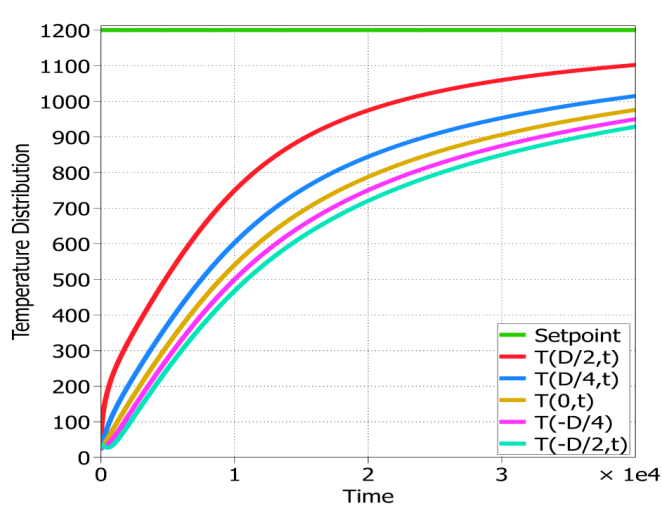 1200
1100
1000
900
800
700
600
500
400
300
200
100
0
Temperature Distribution
Setpoint
T(D/2,t)
T(D/4,t)
T(0,t)
T(-D/4)
T(-D/2,t)
0 1 2 3 × 1e4
Time